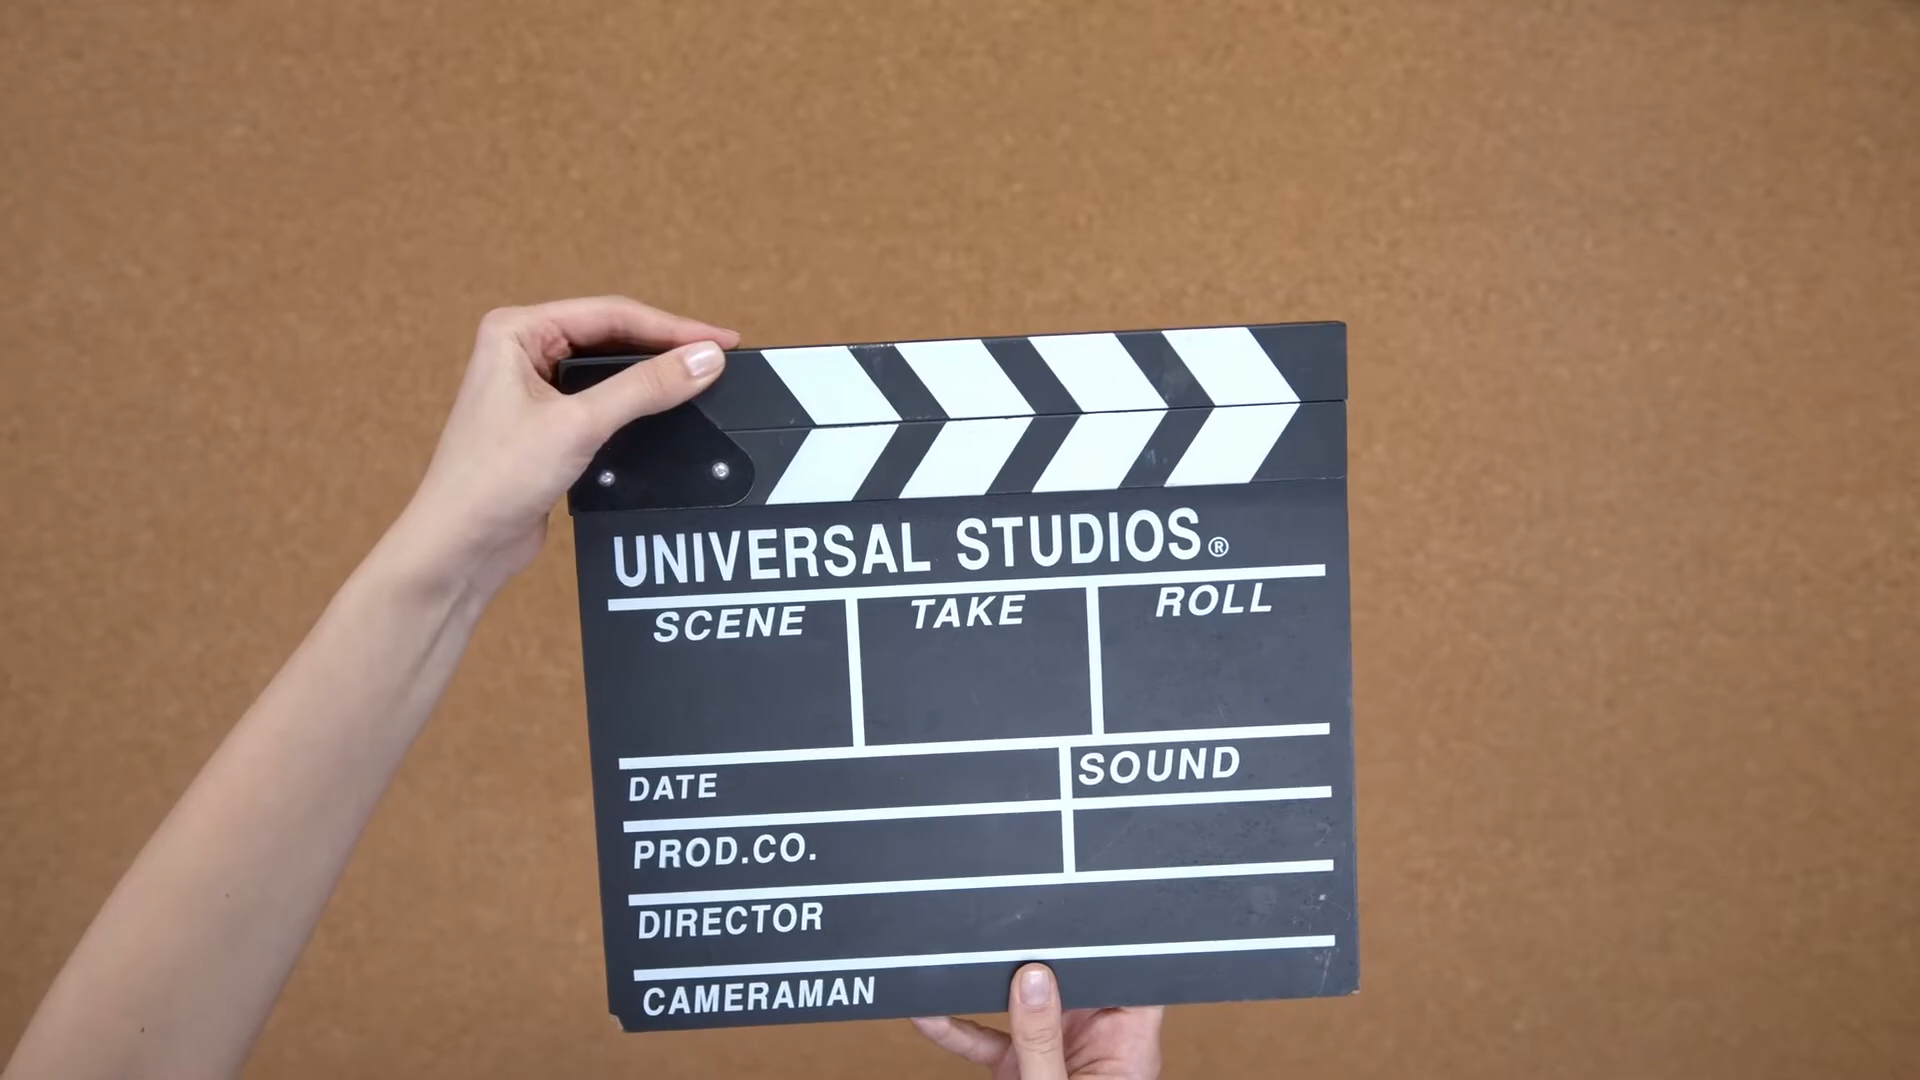 UNIVERSAL STUDIOS®
SCENE TAKE ROLL
DATE SOUND
PROD.CO.
DIRECTOR
CAMERAMAN